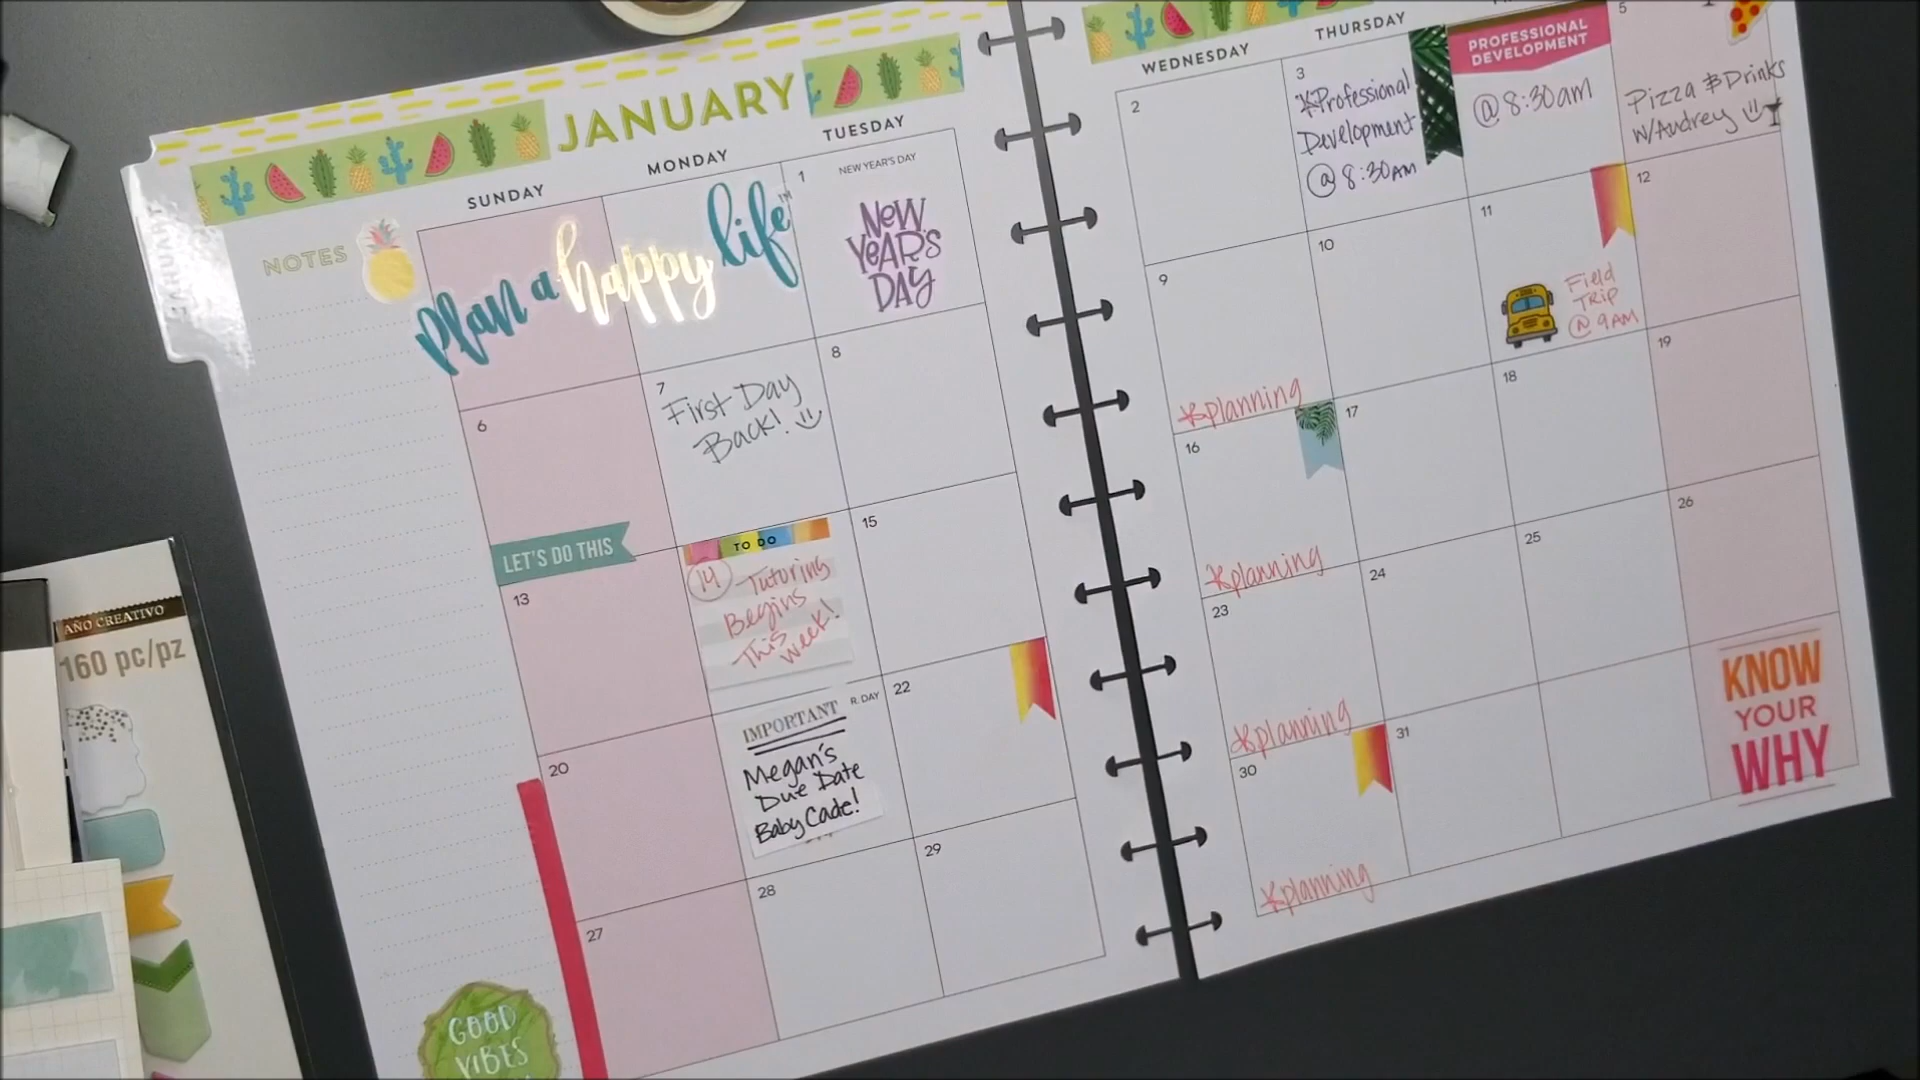 JANUARY
JANUARY
NOTES
SUNDAY
MONDAY
TUESDAY
WEDNESDAY
THURSDAY
plan a happy life™
1
NEW YEAR'S DAY
NEW
YEAR'S
DAY
2
3
*Professional
Development
@ 8:30AM
PROFESSIONAL
DEVELOPMENT
@ 8:30am
5
Pizza & Drinks
w/Audrey
6
LET'S DO THIS
7
First Day
Back!
8
9
*planning
10
11
Field
Trip
@ 9AM
12
13
TO DO
14 Tutoring
Begins
This
week!
15
16
*planning
17
18
19
20
R. DAY
IMPORTANT
Megan's
Due Date
Baby Cade!
22
23
*planning
24
25
26
27
28
29
30
*planning
31
KNOW
YOUR
WHY
GOOD
VIBES
AÑO CREATIVO
160 pc/pz